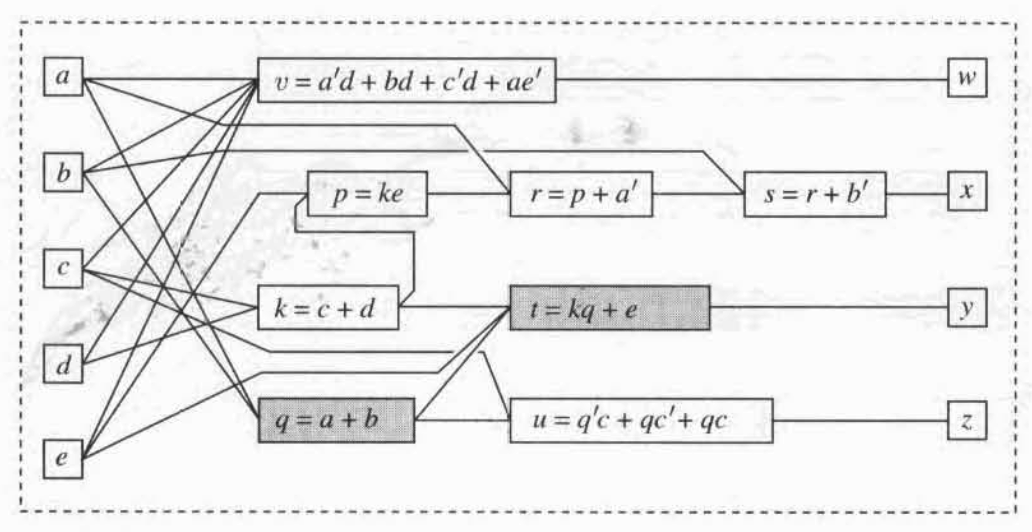 a
v = a′d + bd + c′d + ae′
w
b
p = ke
r = p + a′
s = r + b′
x
c
k = c + d
t = kq + e
y
d
q = a + b
u = q′c + qc′ + qc
z
e